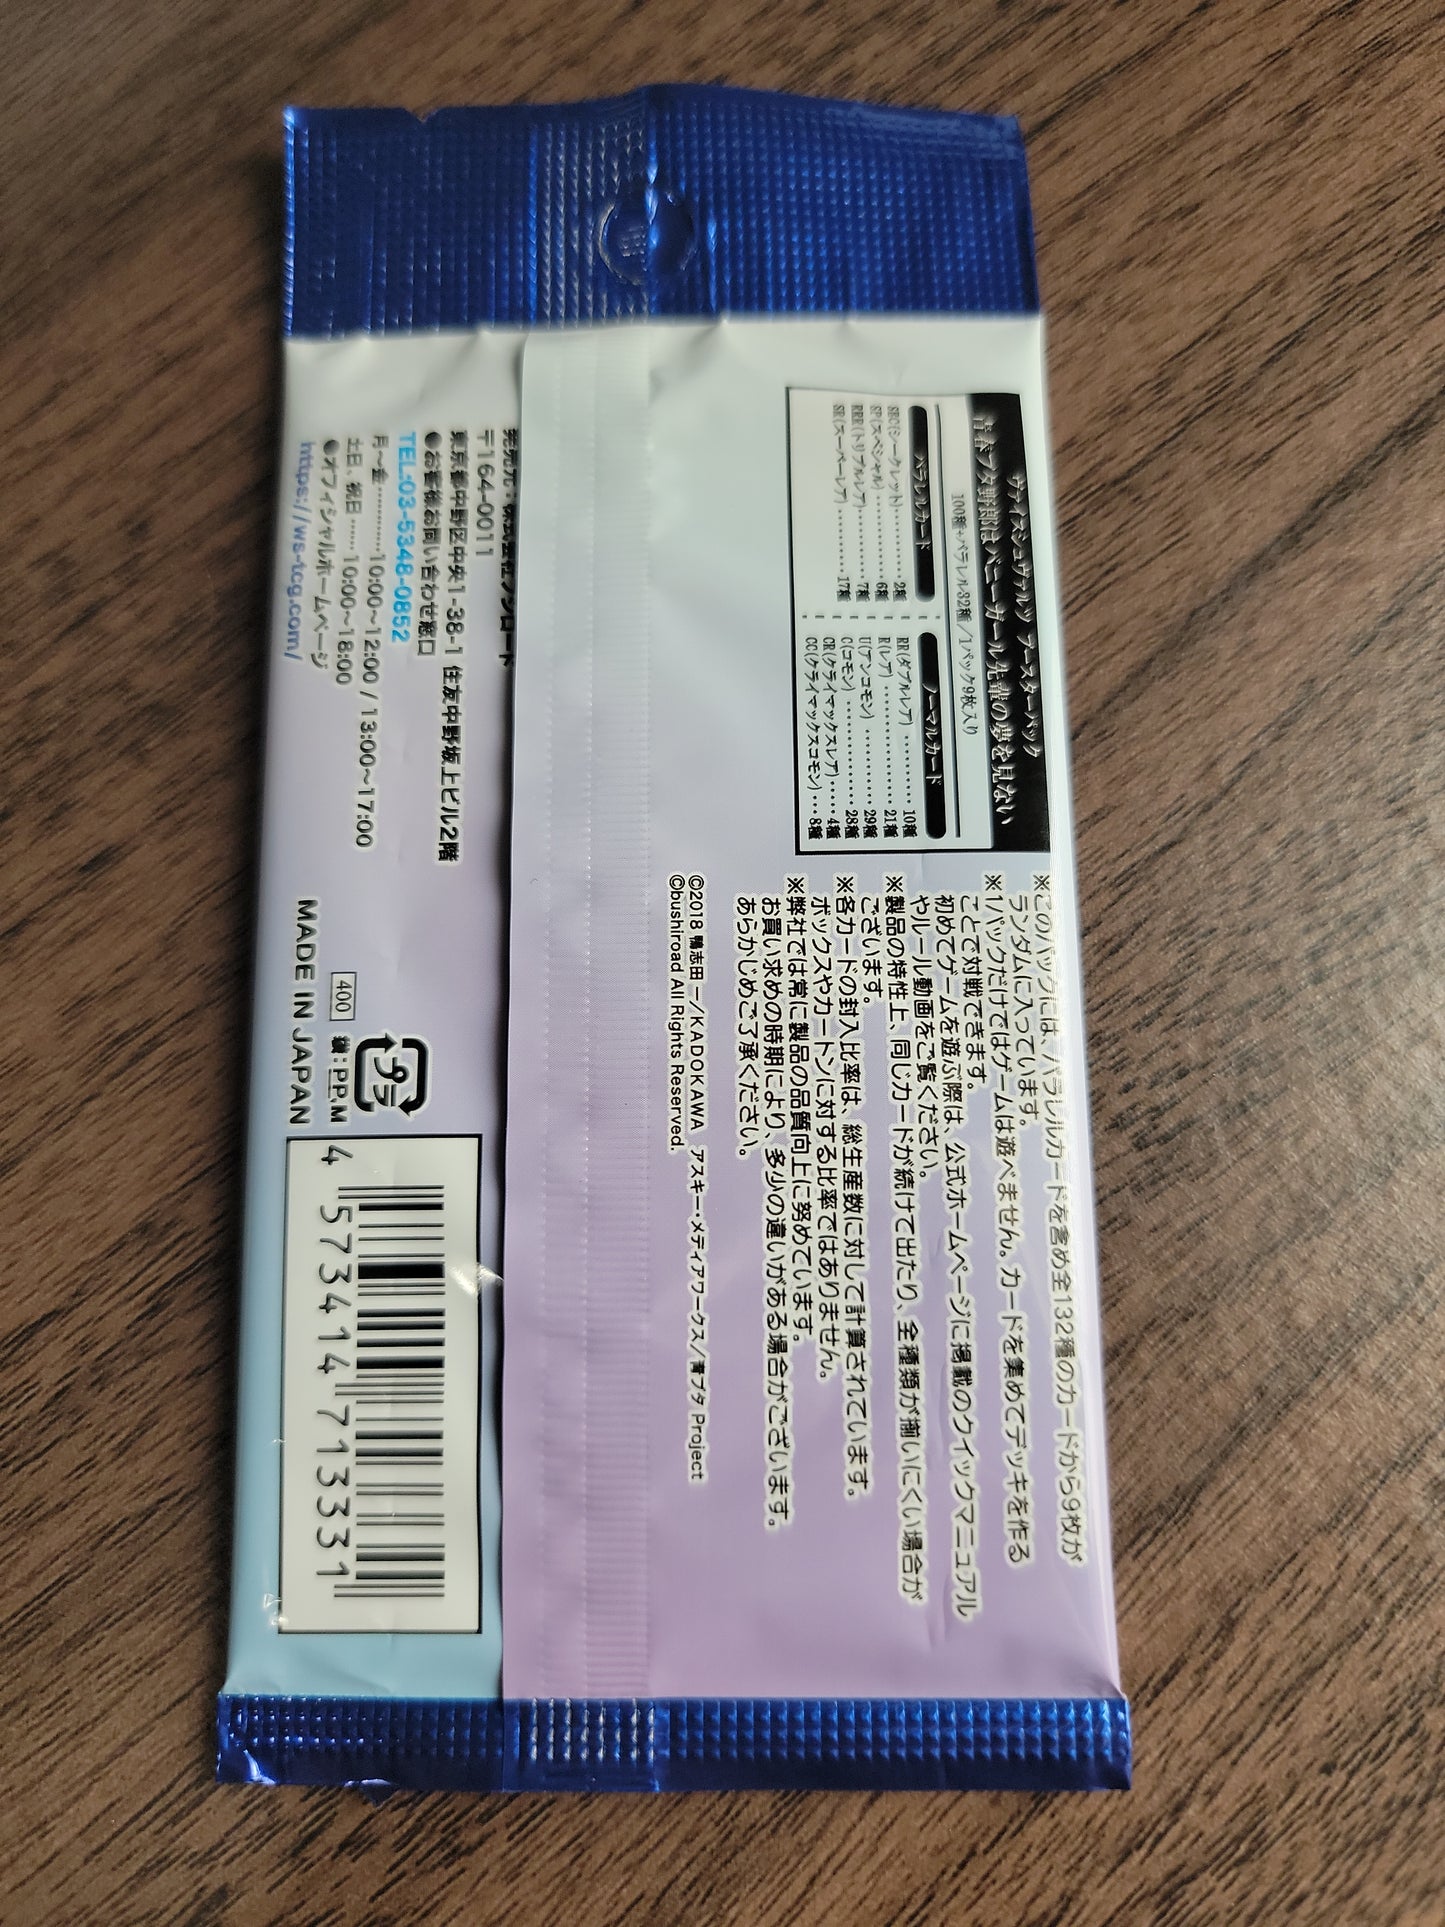 ヴァイスシュヴァルツ ブースターパック
青春ブタ野郎はバニーガール先輩の夢を見ない
100種+パラレル32種／1パック9枚入り
パラレルカード
SEC(シークレット)・・・・・・・・2種
SP(スペシャル)・・・・・・・・・・6種
RRR(トリプルレア)・・・・・・・・7種
SR(スーパーレア)・・・・・・・・・17種
ノーマルカード
RR(ダブルレア)・・・・・・・・・10種
R(レア)・・・・・・・・・・・・・・21種
U(アンコモン)・・・・・・・・・・29種
C(コモン)・・・・・・・・・・・・・28種
CR(クライマックスレア)・・・・4種
CC(クライマックスコモン)・・・8種
※このパックには、パラレルカードを含め全132種のカードから9枚が
ランダムに入っています。
※1パックだけではゲームは遊べません。カードを集めてデッキを作る
ことで対戦できます。
初めてゲームを遊ぶ際は、公式ホームページに掲載のクイックマニュアル
やルール動画をご覧ください。
※製品の特性上、同じカードが続けて出たり、全種類が揃いにくい場合が
ございます。
※各カードの封入比率は、総生産数に対して計算されています。
ボックスやカートンに対する比率ではありません。
※弊社では常に製品の品質向上に努めています。
お買い求めの時期により、多少の違いがある場合がございます。
あらかじめご了承ください。
©2018 鴨志田 一／KADOKAWA アスキー・メディアワークス／青ブタ Project
©bushiroad All Rights Reserved.
発売元：株式会社ブシロード
〒164-0011
東京都中野区中央1-38-1 住友中野坂上ビル2階
●お客様お問い合わせ窓口
TEL:03-5348-0852
月～金…………10:00～12:00 / 13:00～17:00
土日、祝日……10:00～18:00
●オフィシャルホームページ
https://ws-tcg.com/
プラ
400 袋：PP,M
MADE IN JAPAN
4 573414 713331